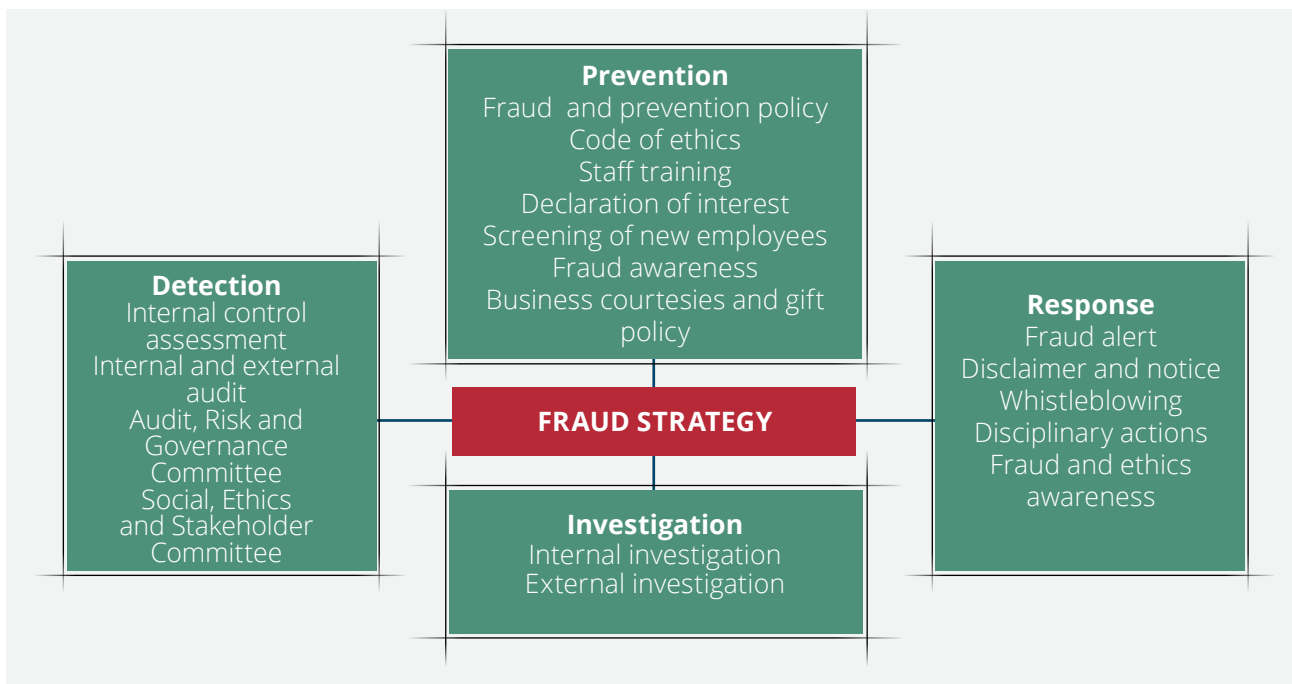 Prevention
Fraud and prevention policy
Code of ethics
Staff training
Declaration of interest
Screening of new employees
Fraud awareness
Business courtesies and gift
policy
Detection
Internal control
assessment
Internal and external
audit
Audit, Risk and
Governance
Committee
Social, Ethics
and Stakeholder
Committee
FRAUD STRATEGY
Response
Fraud alert
Disclaimer and notice
Whistleblowing
Disciplinary actions
Fraud and ethics
awareness
Investigation
Internal investigation
External investigation